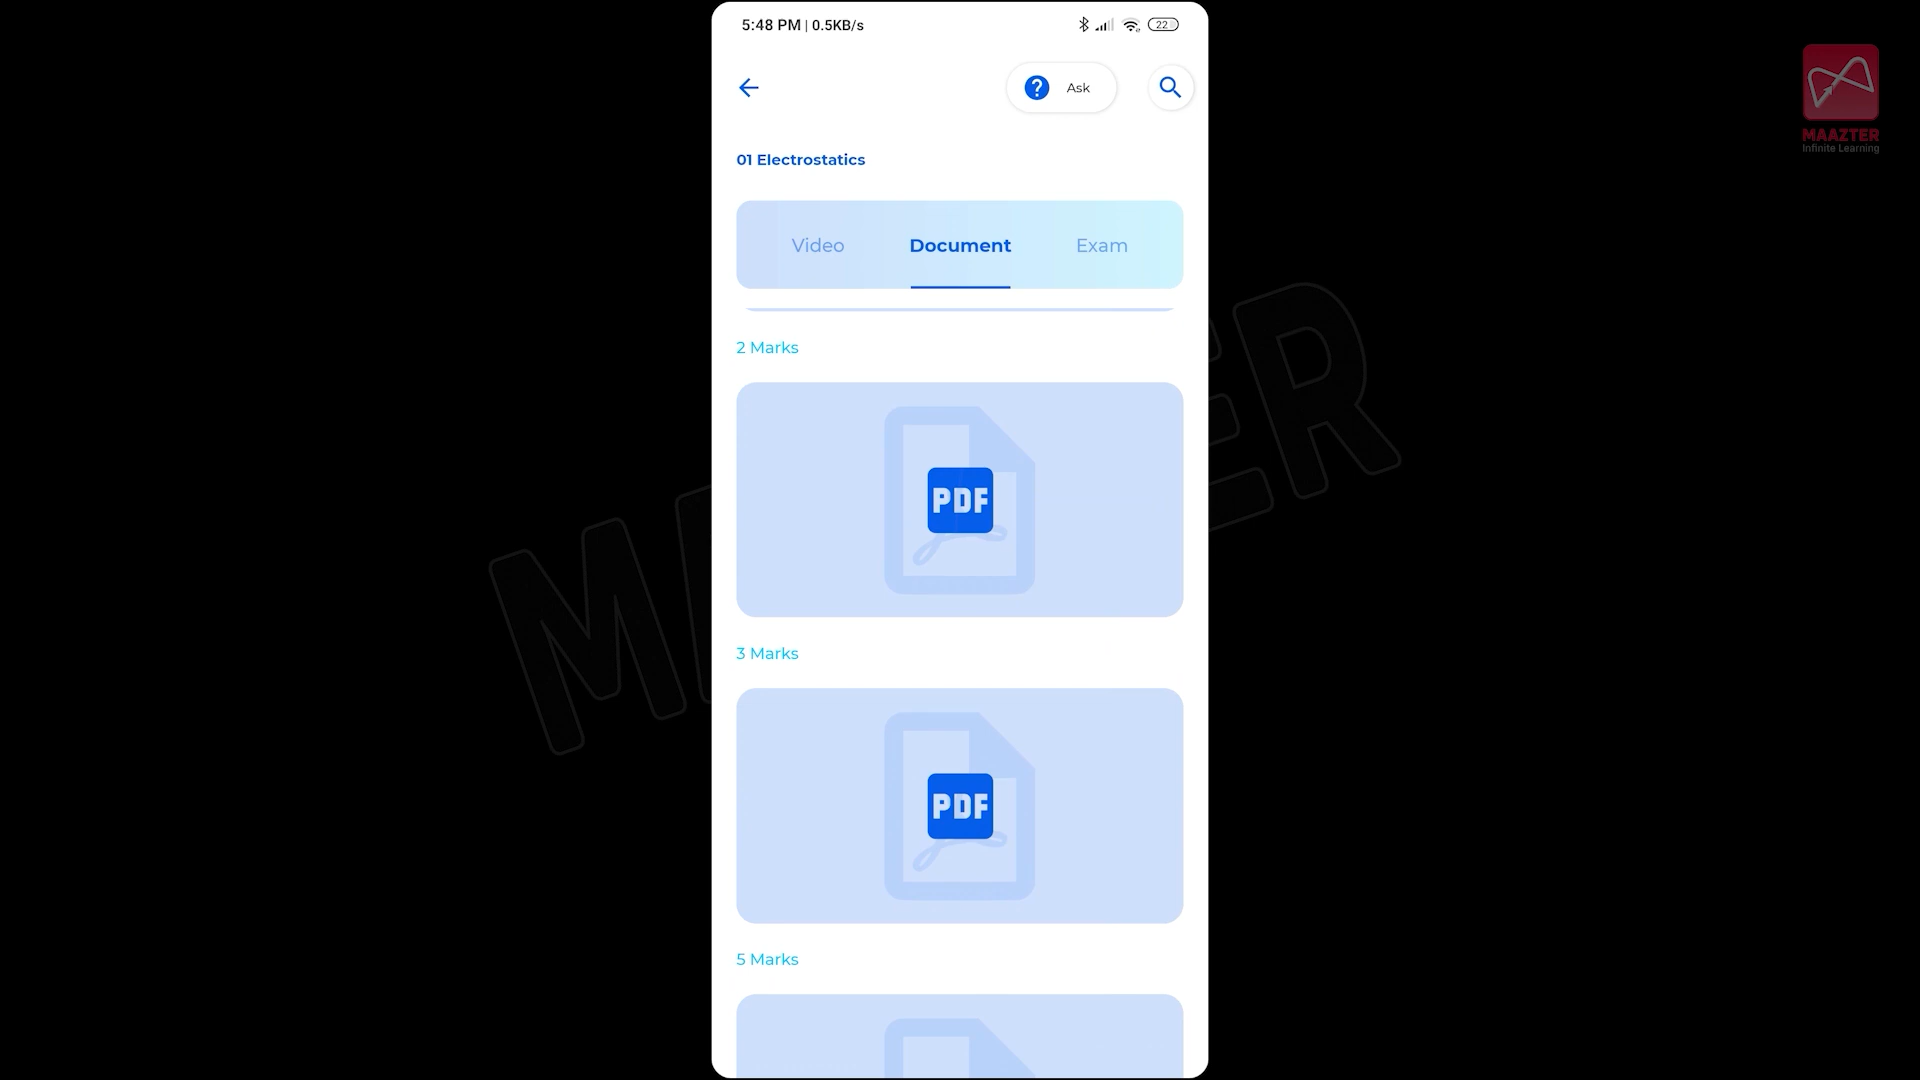 5:48 PM | 0.5KB/s
22
? Ask
MAAZTER
Infinite Learning
01 Electrostatics
Video Document Exam
2 Marks
PDF
3 Marks
PDF
5 Marks